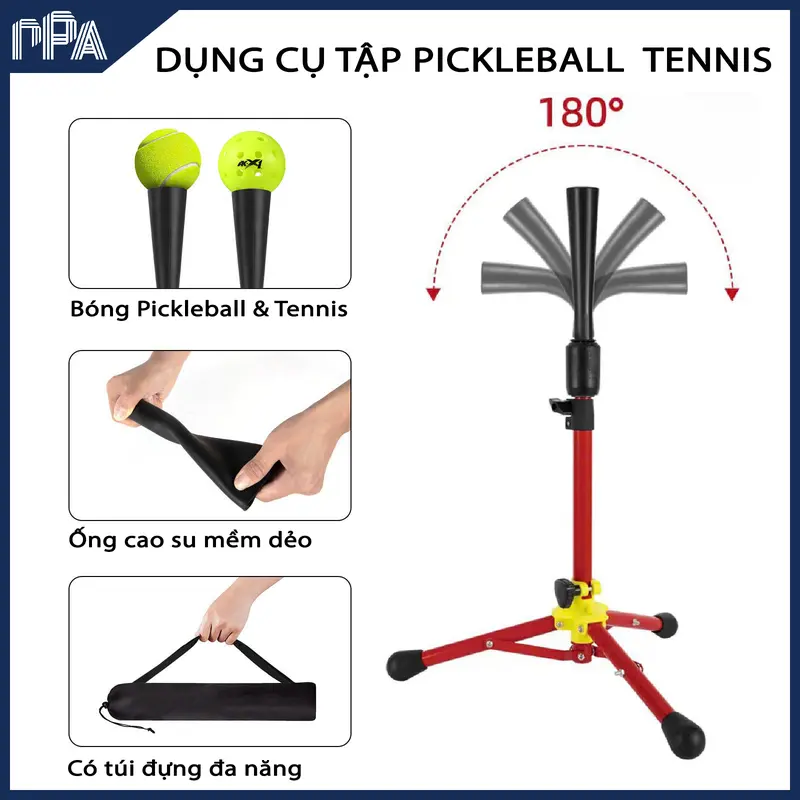 NPA
DỤNG CỤ TẬP PICKLEBALL TENNIS
180°
Bóng Pickleball & Tennis
Ống cao su mềm dẻo
Có túi đựng đa năng